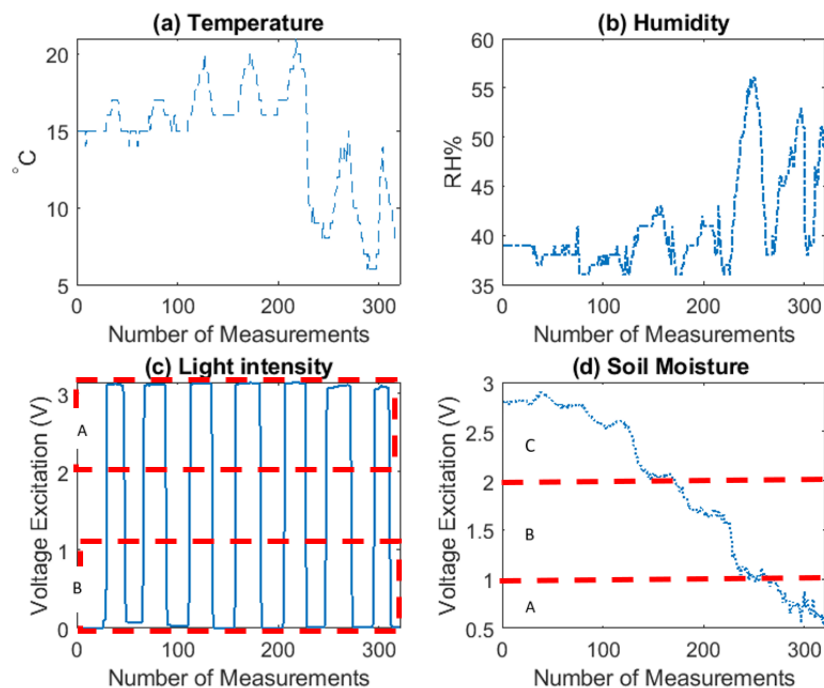 (a) Temperature
20
15
10
5
°C
0 100 200 300
Number of Measurements
(b) Humidity
60
55
50
45
40
35
RH%
0 100 200 300
Number of Measurements
(c) Light intensity
3
2
1
0
A
B
Voltage Excitation (V)
0 100 200 300
Number of Measurements
(d) Soil Moisture
3
2.5
2
1.5
1
0.5
C
B
A
Voltage Excitation (V)
0 100 200 300
Number of Measurements